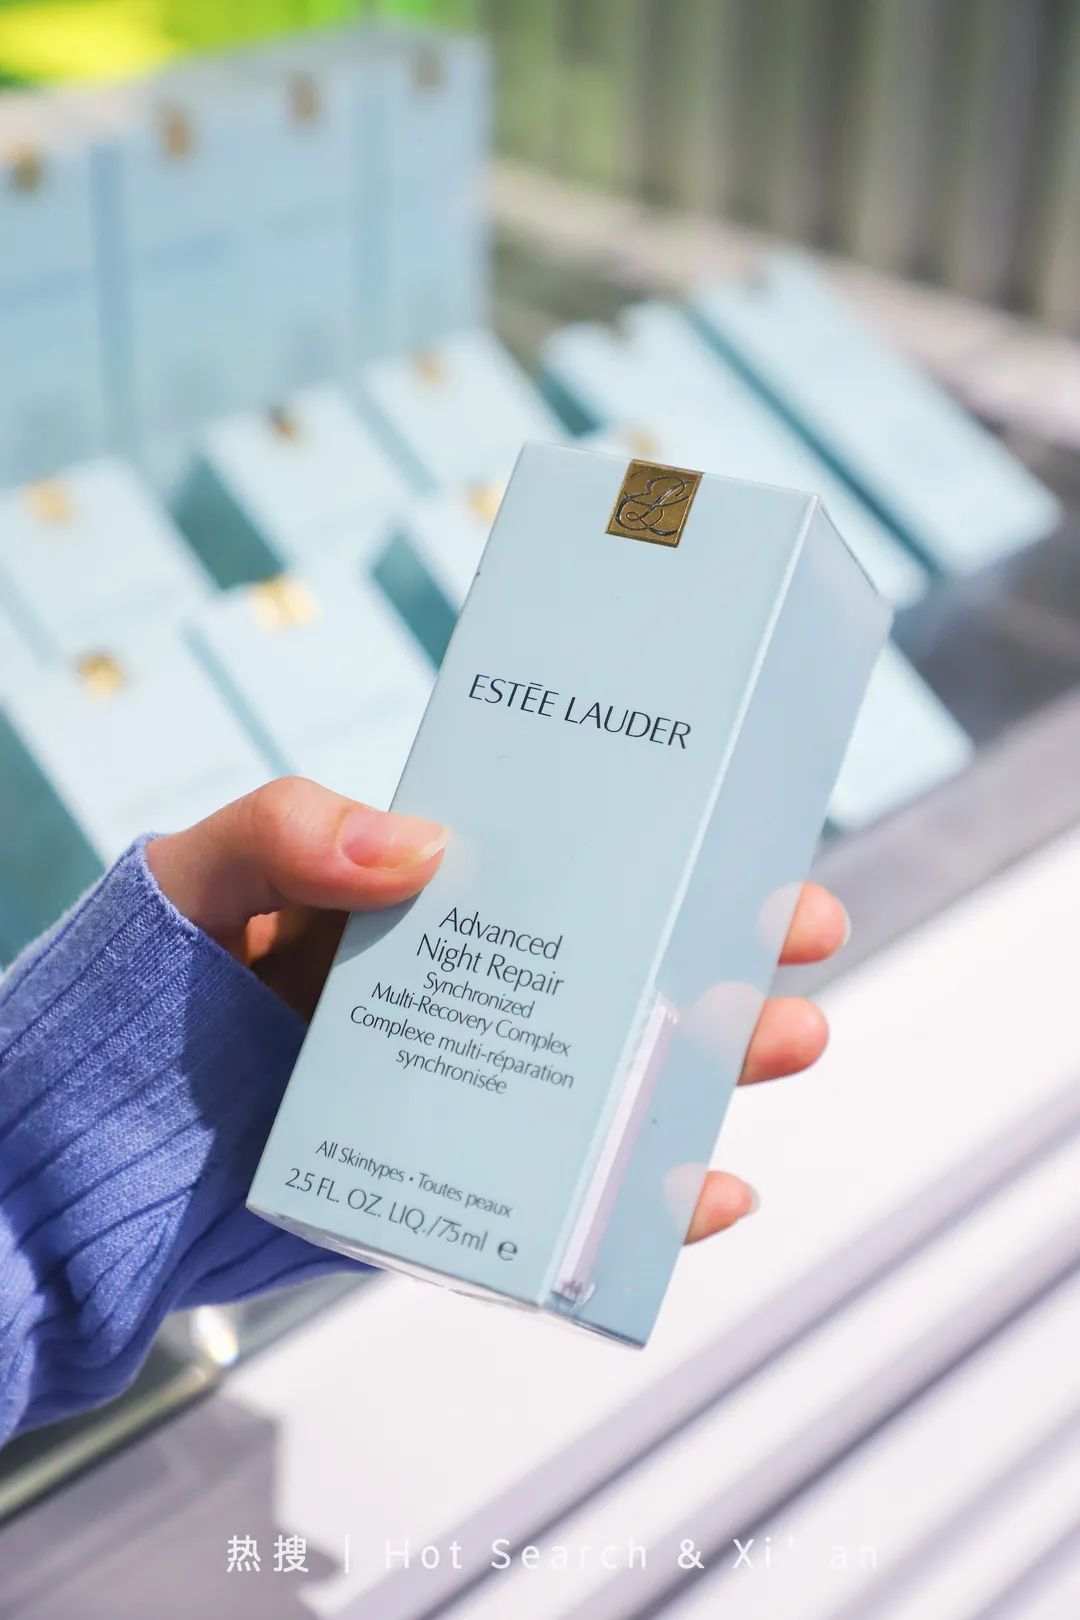 EL
ESTĒE LAUDER
Advanced
Night Repair
Synchronized
Multi-Recovery Complex
Complexe multi-réparation
synchronisée
All Skintypes • Toutes peaux
2.5 FL. OZ. LIQ./75ml ℮
热搜 | Hot Search & Xi' an